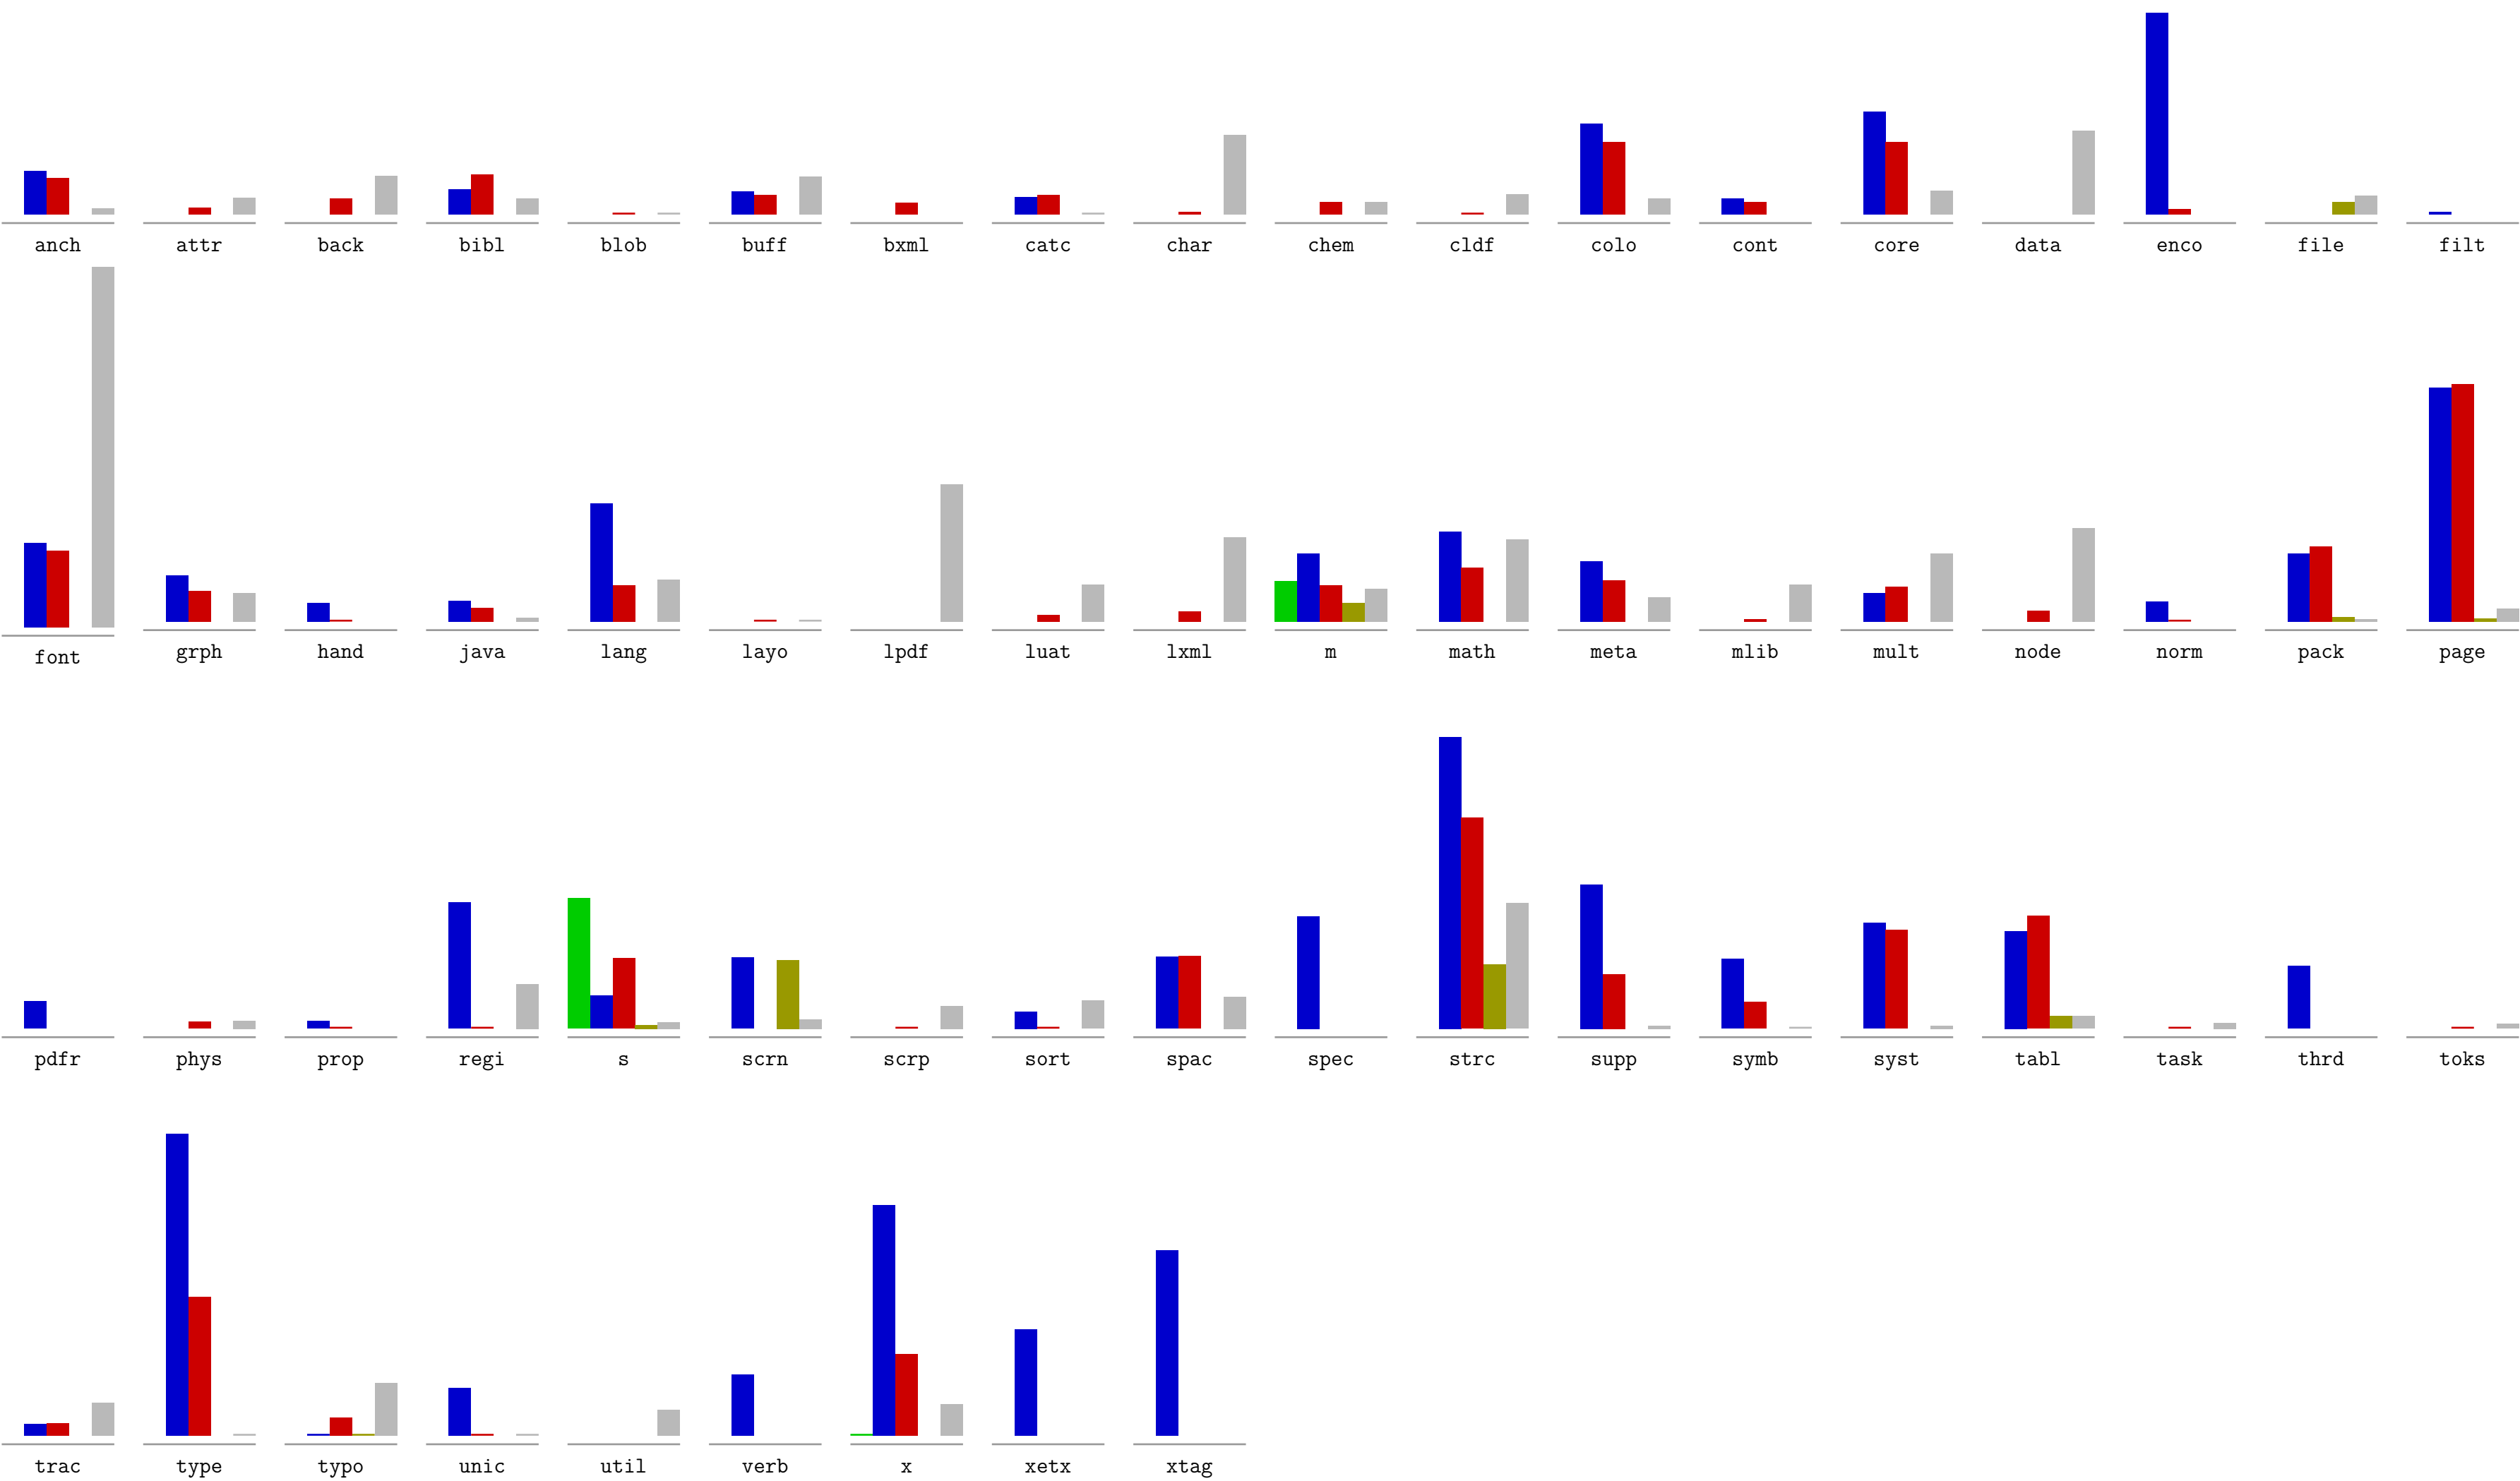 anch attr back bibl blob buff bxml catc char chem cldf colo cont core data enco file filt
font grph hand java lang layo lpdf luat lxml m math meta mlib mult node norm pack page
pdfr phys prop regi s scrn scrp sort spac spec strc supp symb syst tabl task thrd toks
trac type typo unic util verb x xetx xtag